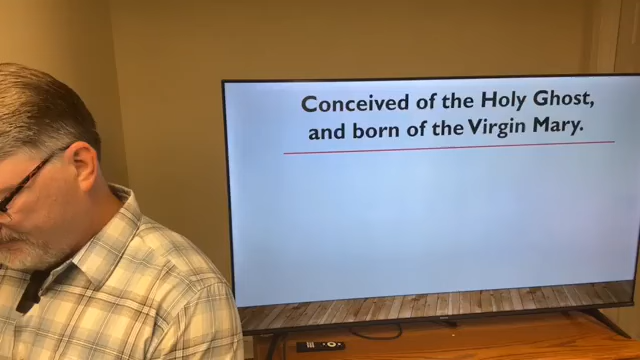 Conceived of the Holy Ghost,
and born of the Virgin Mary.